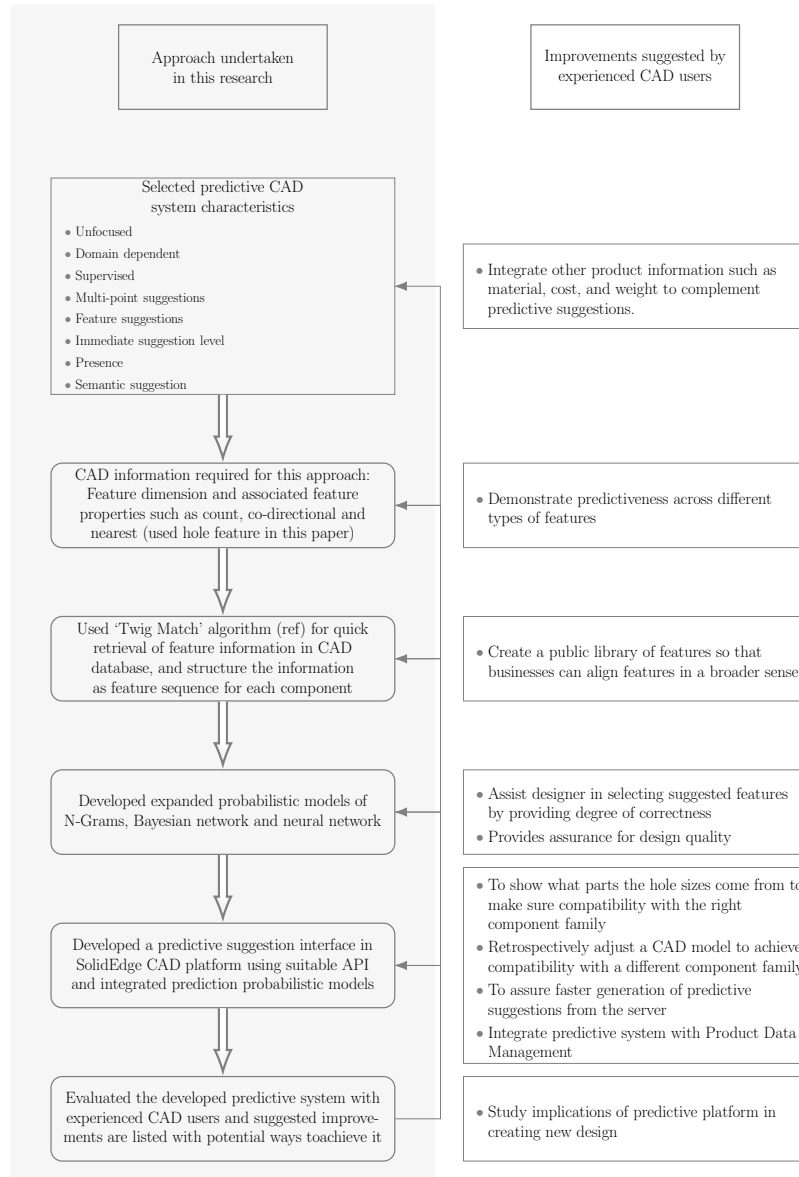 Approach undertaken
in this research
Improvements suggested by
experienced CAD users
Selected predictive CAD
system characteristics
• Unfocused
• Domain dependent
• Supervised
• Multi-point suggestions
• Feature suggestions
• Immediate suggestion level
• Presence
• Semantic suggestion
• Integrate other product information such as
material, cost, and weight to complement
predictive suggestions.
CAD information required for this approach:
Feature dimension and associated feature
properties such as count, co-directional and
nearest (used hole feature in this paper)
• Demonstrate predictiveness across different
types of features
Used ‘Twig Match’ algorithm (ref) for quick
retrieval of feature information in CAD
database, and structure the information
as feature sequence for each component
• Create a public library of features so that
businesses can align features in a broader sense
Developed expanded probabilistic models of
N-Grams, Bayesian network and neural network
• Assist designer in selecting suggested features
by providing degree of correctness
• Provides assurance for design quality
Developed a predictive suggestion interface in
SolidEdge CAD platform using suitable API
and integrated prediction probabilistic models
• To show what parts the hole sizes come from to
make sure compatibility with the right
component family
• Retrospectively adjust a CAD model to achieve
compatibility with a different component family
• To assure faster generation of predictive
suggestions from the server
• Integrate predictive system with Product Data
Management
Evaluated the developed predictive system with
experienced CAD users and suggested improve-
ments are listed with potential ways toachieve it
• Study implications of predictive platform in
creating new design